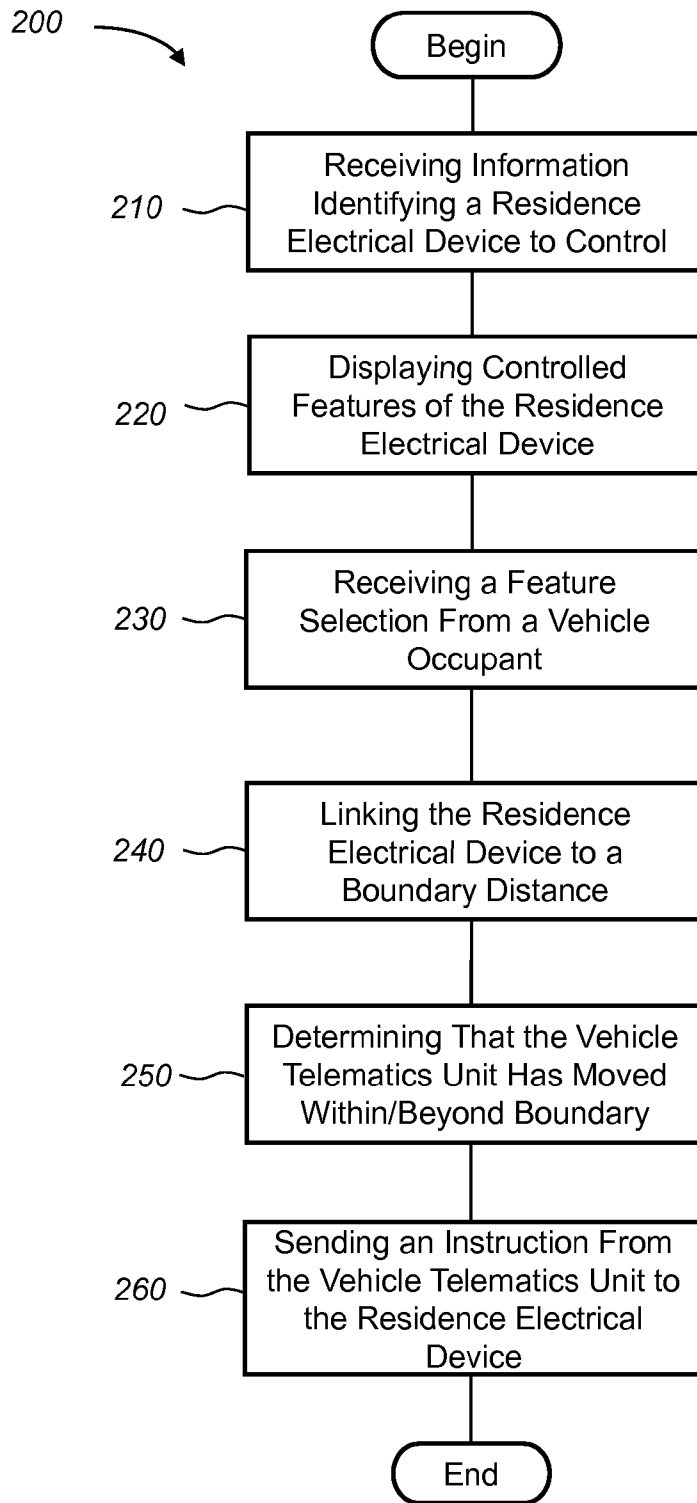 200
Begin
210
Receiving Information
Identifying a Residence
Electrical Device to Control
220
Displaying Controlled
Features of the Residence
Electrical Device
230
Receiving a Feature
Selection From a Vehicle
Occupant
240
Linking the Residence
Electrical Device to a
Boundary Distance
250
Determining That the Vehicle
Telematics Unit Has Moved
Within/Beyond Boundary
260
Sending an Instruction From
the Vehicle Telematics Unit to
the Residence Electrical
Device
End